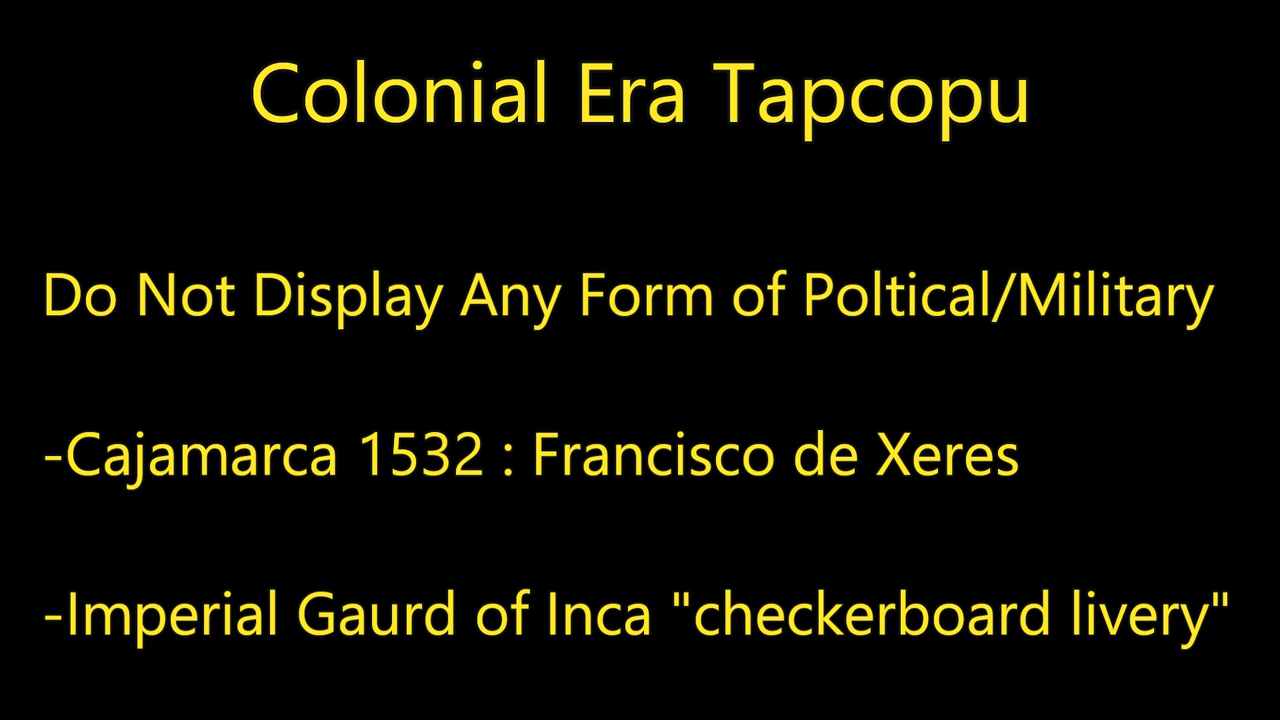 Colonial Era Tapcopu
Do Not Display Any Form of Poltical/Military
-Cajamarca 1532 : Francisco de Xeres
-Imperial Gaurd of Inca "checkerboard livery"